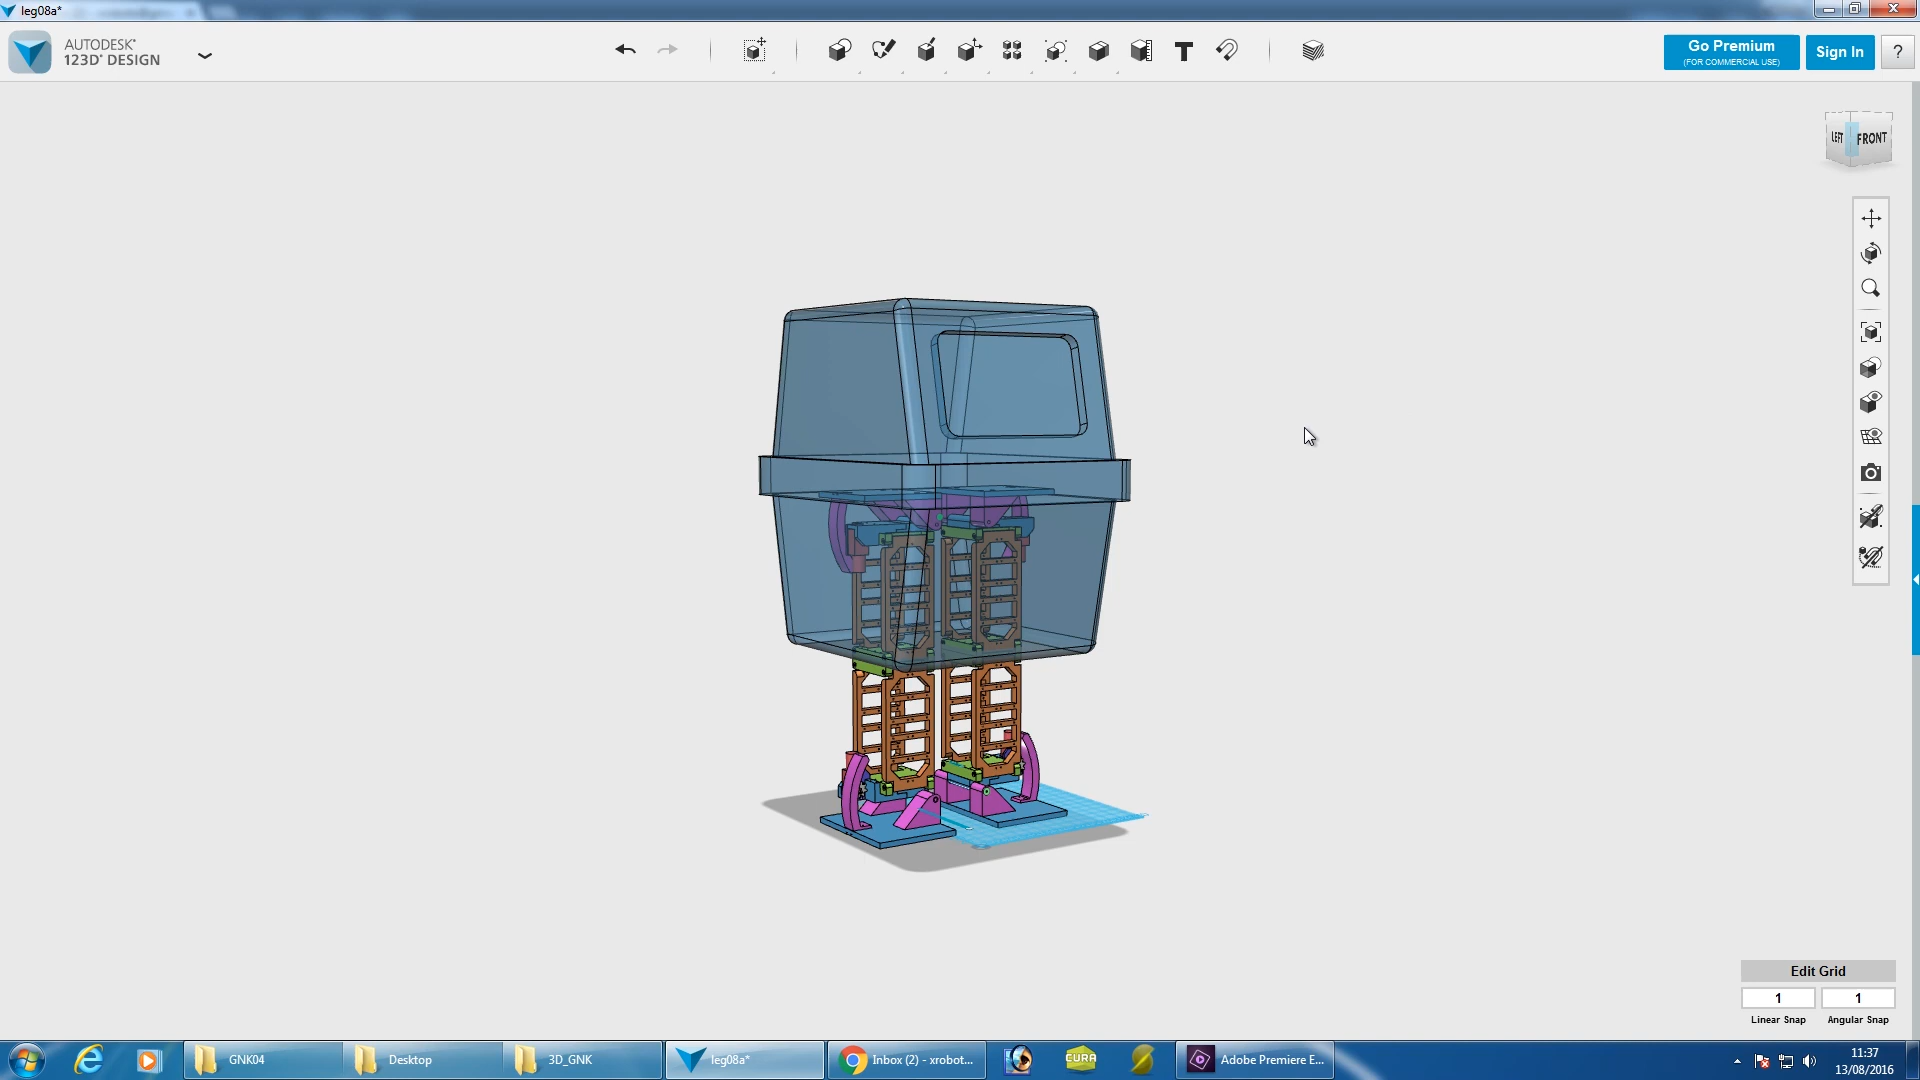 leg08a*
AUTODESK®
123D® DESIGN
T
Go Premium
(FOR COMMERCIAL USE)
Sign In
?
LEFT
FRONT
Edit Grid
1
1
Linear Snap
Angular Snap
GNK04
Desktop
3D_GNK
leg08a*
Inbox (2) - xrobot...
CURA
Adobe Premiere E...
11:37
13/08/2016